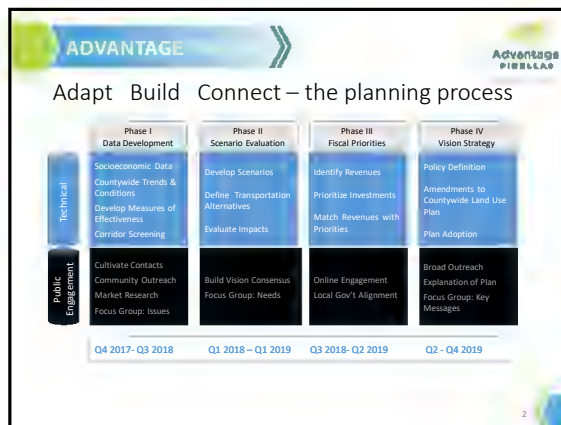 ADVANTAGE
Advantage
PINELLAS
Adapt Build Connect – the planning process
Phase I
Data Development
Phase II
Scenario Evaluation
Phase III
Fiscal Priorities
Phase IV
Vision Strategy
Technical
Socioeconomic Data
Countywide Trends &
Conditions
Develop Measures of
Effectiveness
Corridor Screening
Develop Scenarios
Define Transportation
Alternatives
Evaluate Impacts
Identify Revenues
Prioritize Investments
Match Revenues with
Priorities
Policy Definition
Amendments to
Countywide Land Use
Plan
Plan Adoption
Public
Engagement
Cultivate Contacts
Community Outreach
Market Research
Focus Group: Issues
Build Vision Consensus
Focus Group: Needs
Online Engagement
Local Gov't Alignment
Broad Outreach
Explanation of Plan
Focus Group: Key
Messages
Q4 2017- Q3 2018
Q1 2018 – Q1 2019
Q3 2018- Q2 2019
Q2 - Q4 2019
2